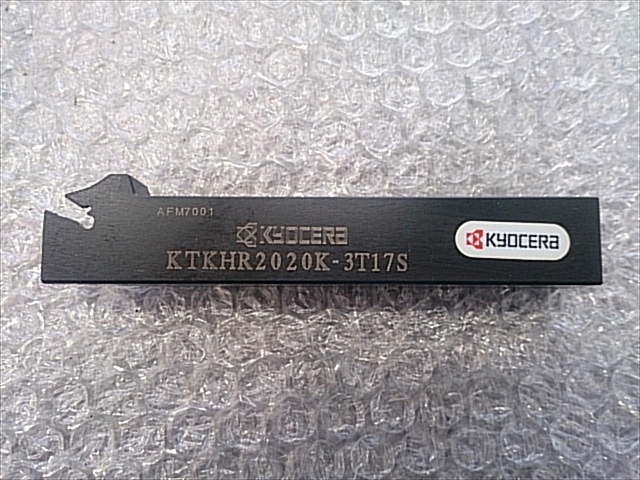 AFM7001
KYOCERA
KTKHR2020K-3T17S
KYOCERA